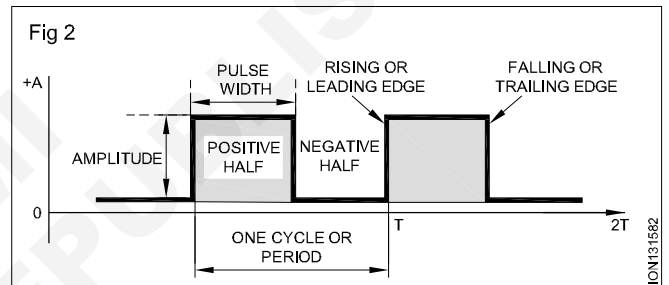 Fig 2
+A
PULSE
WIDTH
RISING OR
LEADING EDGE
FALLING OR
TRAILING EDGE
AMPLITUDE
POSITIVE
HALF
NEGATIVE
HALF
0
T
2T
ONE CYCLE OR
PERIOD
ION131582